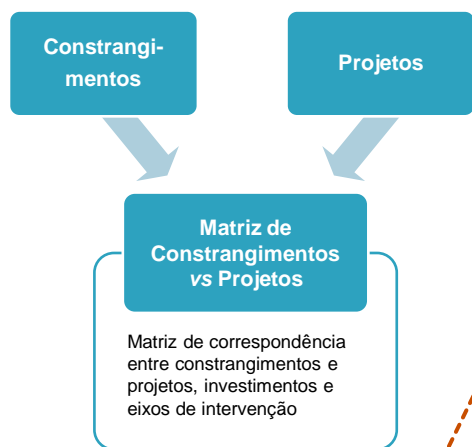 Constrangi-
mentos
Projetos
Matriz de
Constrangimentos
vs Projetos
Matriz de correspondência
entre constrangimentos e
projetos, investimentos e
eixos de intervenção